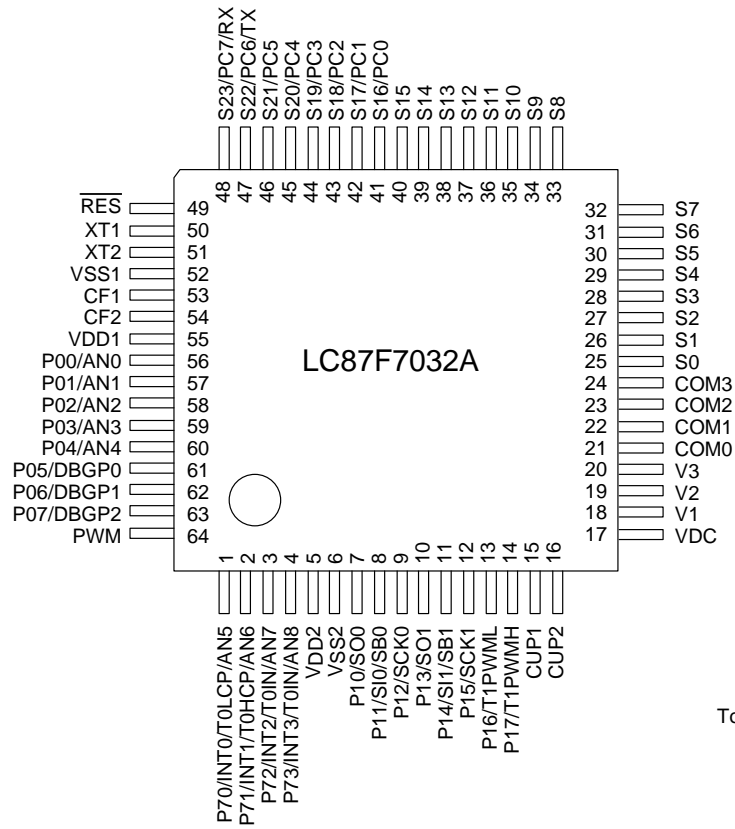 S23/PC7/RX
S22/PC6/TX
S21/PC5
S20/PC4
S19/PC3
S18/PC2
S17/PC1
S16/PC0
S15
S14
S13
S12
S11
S10
S9
S8
48
47
46
45
44
43
42
41
40
39
38
37
36
35
34
33
RES 49
XT1 50
XT2 51
VSS1 52
CF1 53
CF2 54
VDD1 55
P00/AN0 56
P01/AN1 57
P02/AN2 58
P03/AN3 59
P04/AN4 60
P05/DBGP0 61
P06/DBGP1 62
P07/DBGP2 63
PWM 64
LC87F7032A
32 S7
31 S6
30 S5
29 S4
28 S3
27 S2
26 S1
25 S0
24 COM3
23 COM2
22 COM1
21 COM0
20 V3
19 V2
18 V1
17 VDC
1
2
3
4
5
6
7
8
9
10
11
12
13
14
15
16
P70/INT0/T0LCP/AN5
P71/INT1/T0HCP/AN6
P72/INT2/T0IN/AN7
P73/INT3/T0IN/AN8
VDD2
VSS2
P10/SO0
P11/SI0/SB0
P12/SCK0
P13/SO1
P14/SI1/SB1
P15/SCK1
P16/T1PWML
P17/T1PWMH
CUP1
CUP2